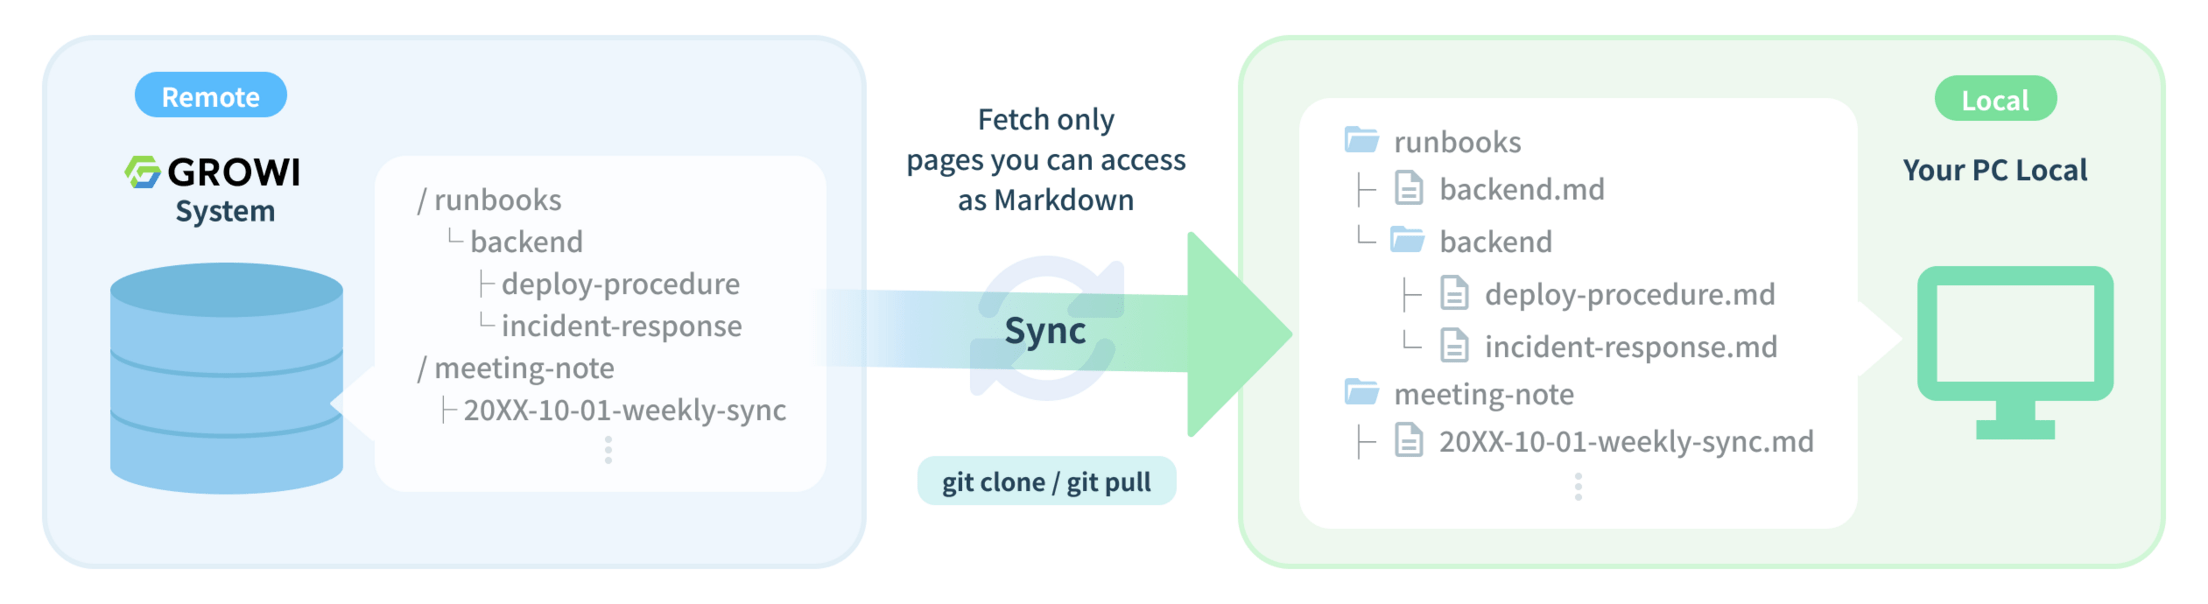 Remote
GROWI
System
/ runbooks
└ backend
├ deploy-procedure
└ incident-response
/ meeting-note
├ 20XX-10-01-weekly-sync
Fetch only
pages you can access
as Markdown
Sync
git clone / git pull
runbooks
├ backend.md
└ backend
├ deploy-procedure.md
└ incident-response.md
meeting-note
├ 20XX-10-01-weekly-sync.md
Local
Your PC Local